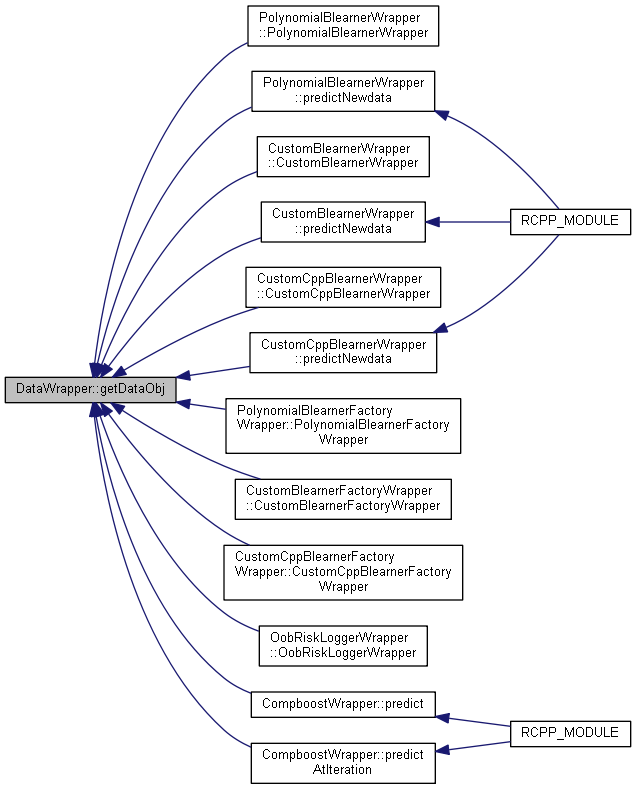 PolynomialBlearnerWrapper
::PolynomialBlearnerWrapper
PolynomialBlearnerWrapper
::predictNewdata
CustomBlearnerWrapper
::CustomBlearnerWrapper
CustomBlearnerWrapper
::predictNewdata
RCPP_MODULE
CustomCppBlearnerWrapper
::CustomCppBlearnerWrapper
CustomCppBlearnerWrapper
::predictNewdata
DataWrapper::getDataObj
PolynomialBlearnerFactory
Wrapper::PolynomialBlearnerFactory
Wrapper
CustomBlearnerFactoryWrapper
::CustomBlearnerFactoryWrapper
CustomCppBlearnerFactory
Wrapper::CustomCppBlearnerFactory
Wrapper
OobRiskLoggerWrapper
::OobRiskLoggerWrapper
CompboostWrapper::predict
RCPP_MODULE
CompboostWrapper::predict
AtIteration